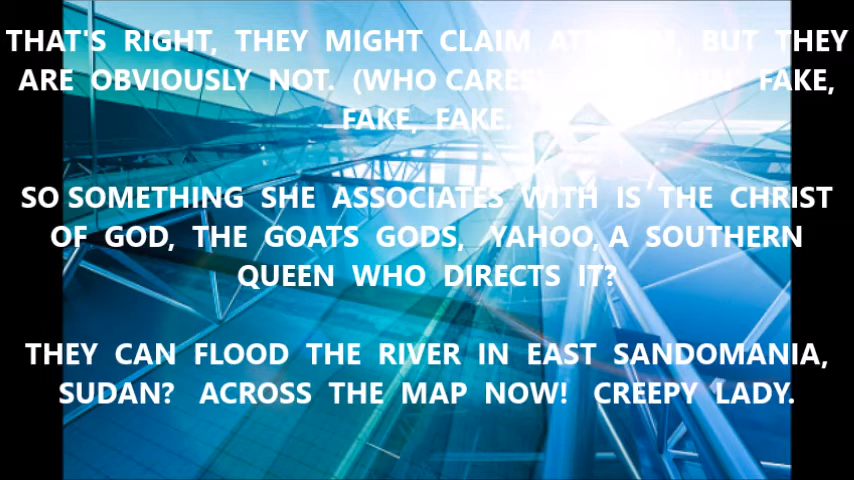 THAT'S RIGHT, THEY MIGHT CLAIM BUT THEY
ARE OBVIOUSLY NOT. (WHO CARES) FAKE,
FAKE, FAKE.
SO SOMETHING SHE ASSOCIATES WITH IS THE CHRIST
OF GOD, THE GOATS GODS, YAHOO, A SOUTHERN
QUEEN WHO DIRECTS IT?
THEY CAN FLOOD THE RIVER IN EAST SANDOMANIA,
SUDAN? ACROSS THE MAP NOW! CREEPY LADY.